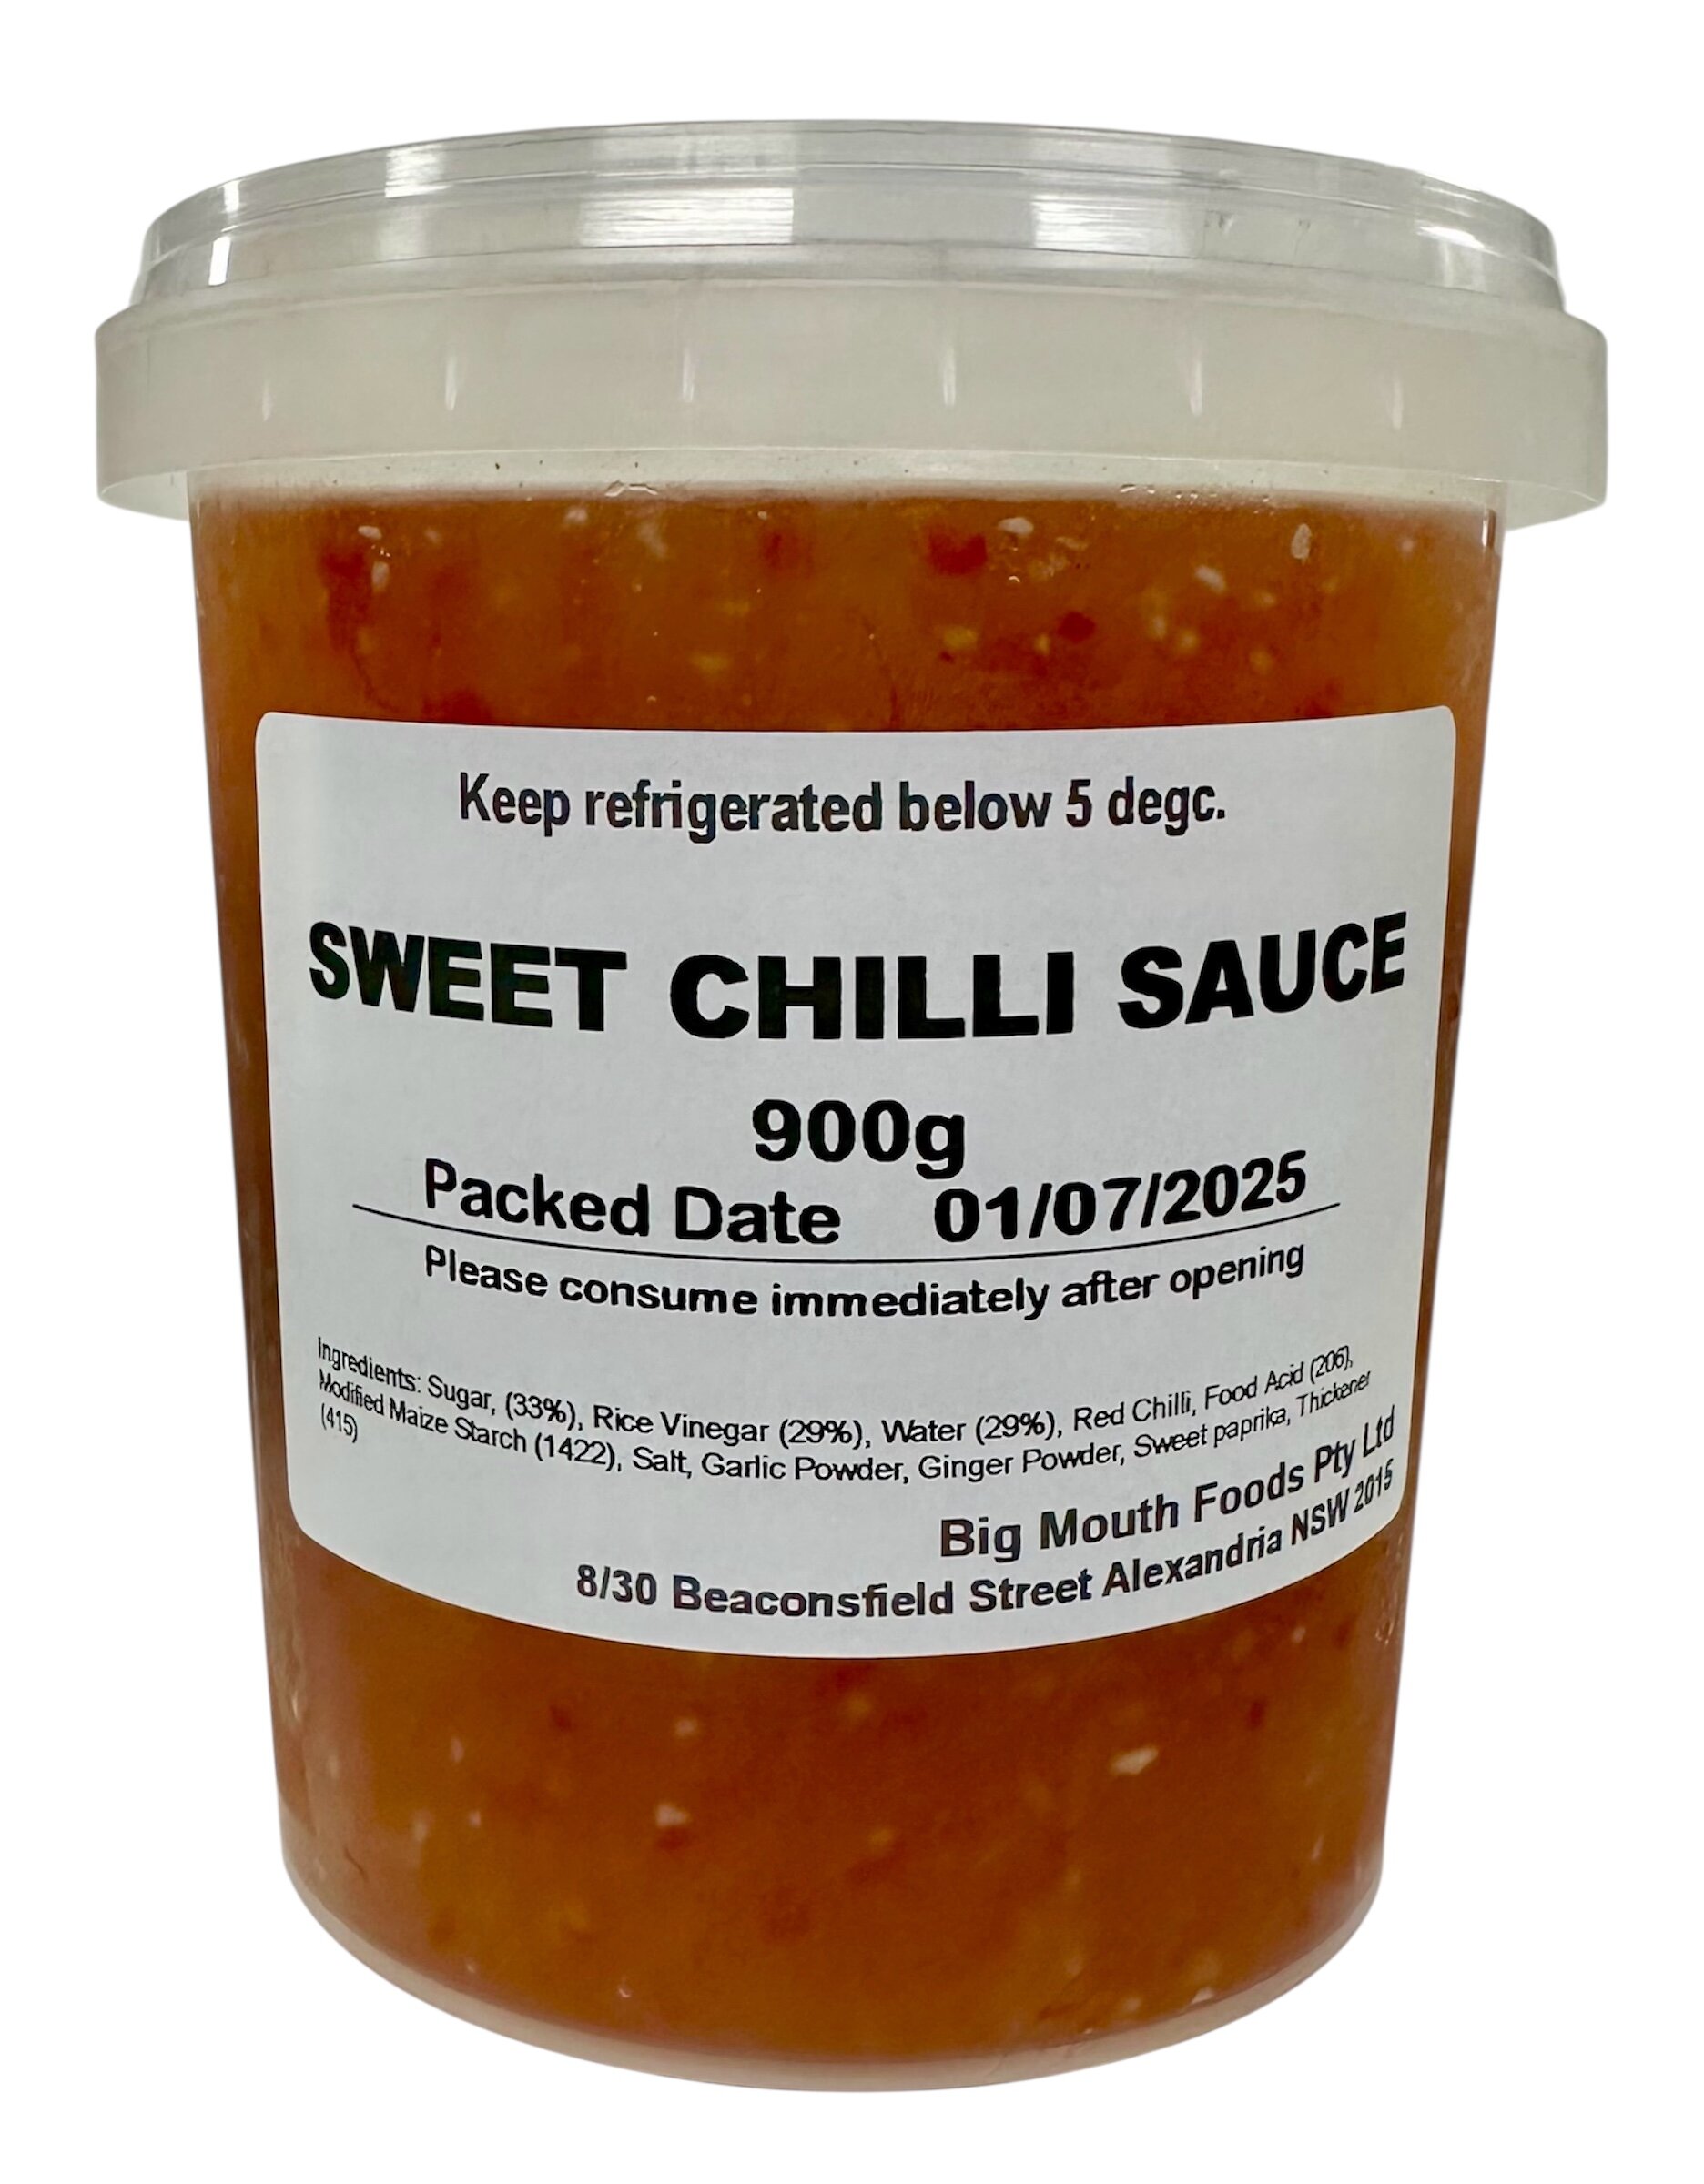 Keep refrigerated below 5 degc.
SWEET CHILLI SAUCE
900g
Packed Date 01/07/2025
Please consume immediately after opening
Ingredients: Sugar, (33%), Rice Vinegar (29%), Water (29%), Red Chilli, Food Acid (206),
Modified Maize Starch (1422), Salt, Garlic Powder, Ginger Powder, Sweet paprika, Thickener
(415)
Big Mouth Foods Pty Ltd
8/30 Beaconsfield Street Alexandria NSW 2015